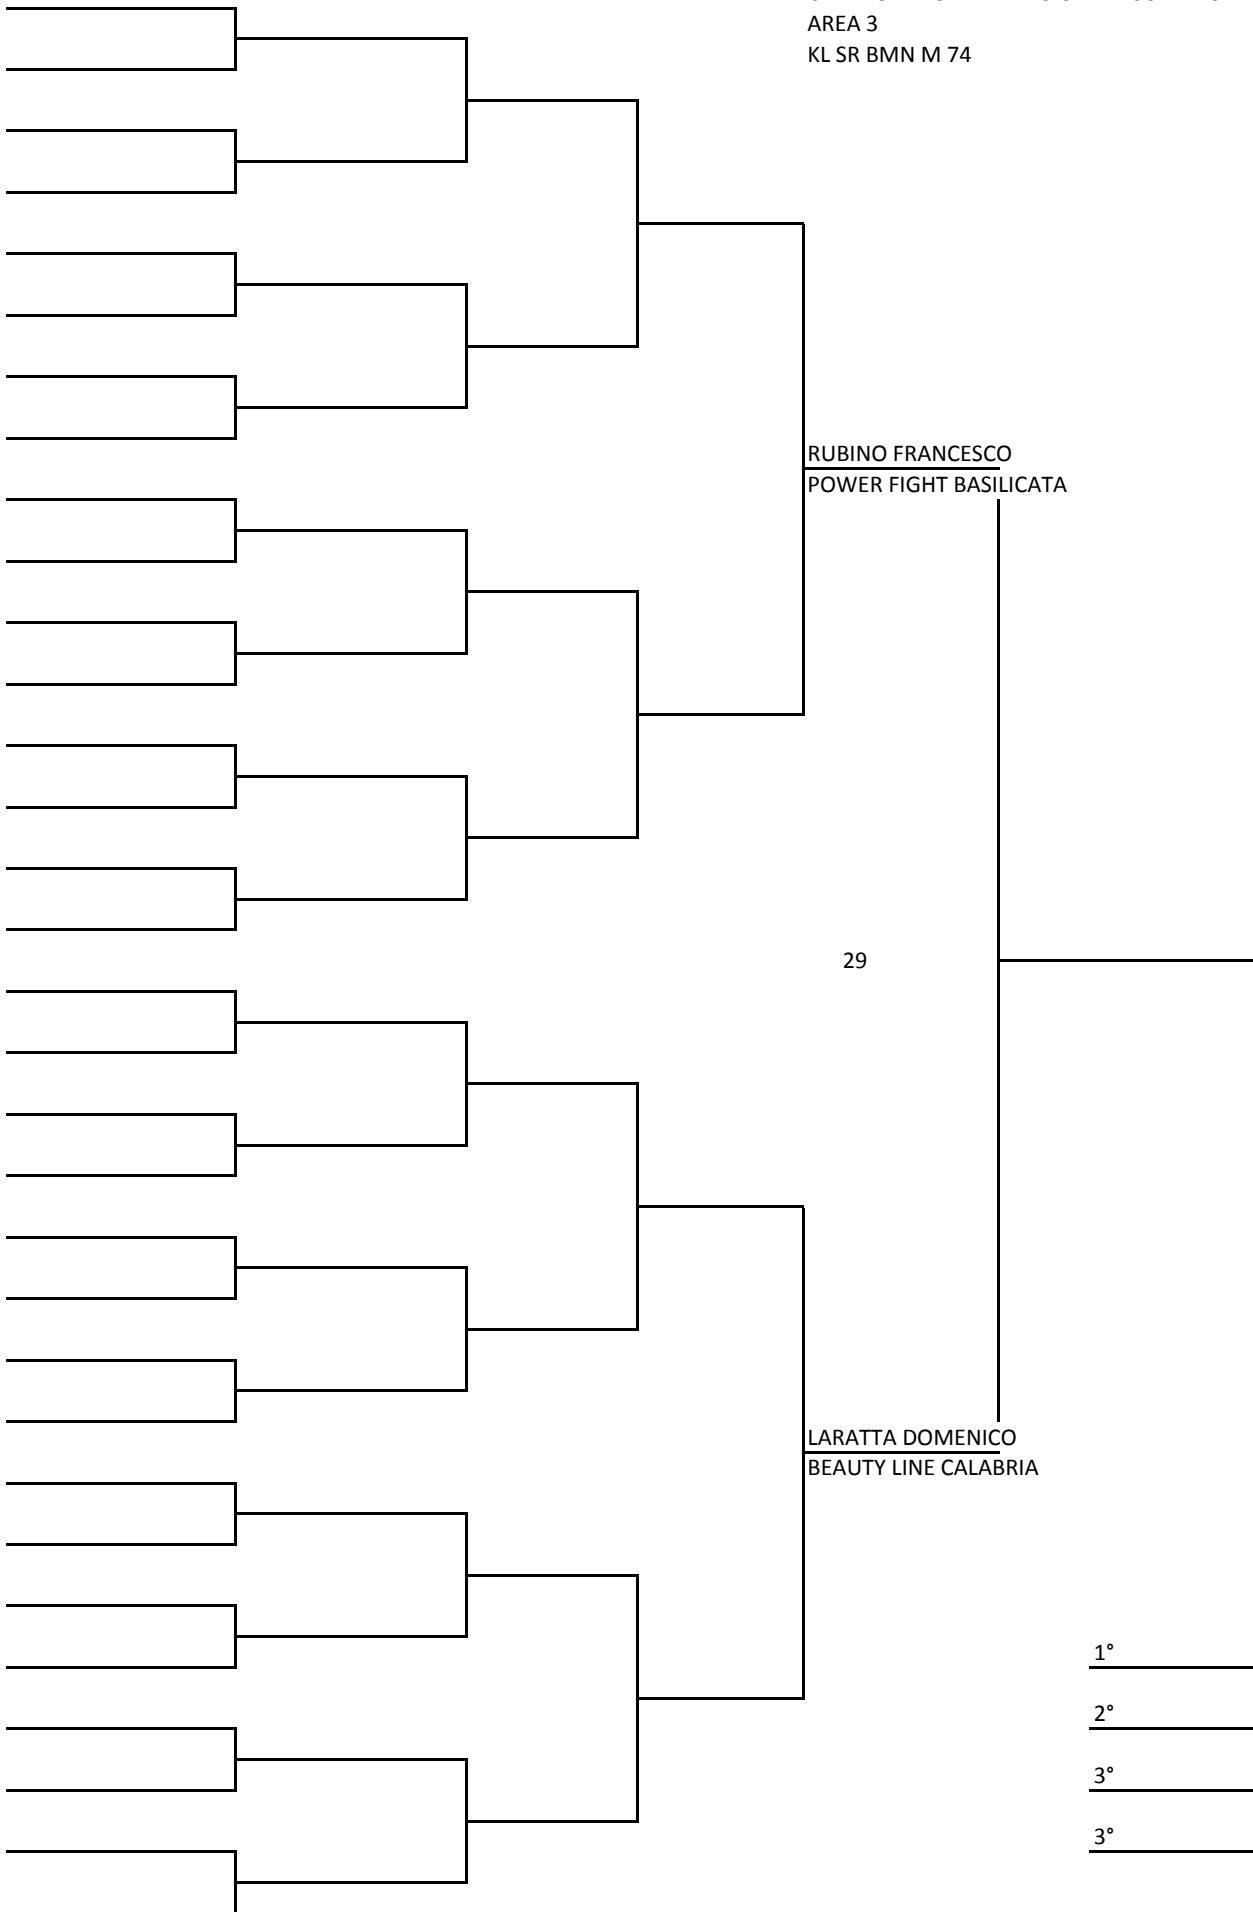 AREA 3
KL SR BMN M 74
RUBINO FRANCESCO
POWER FIGHT BASILICATA
29
LARATTA DOMENICO
BEAUTY LINE CALABRIA
1°
2°
3°
3°